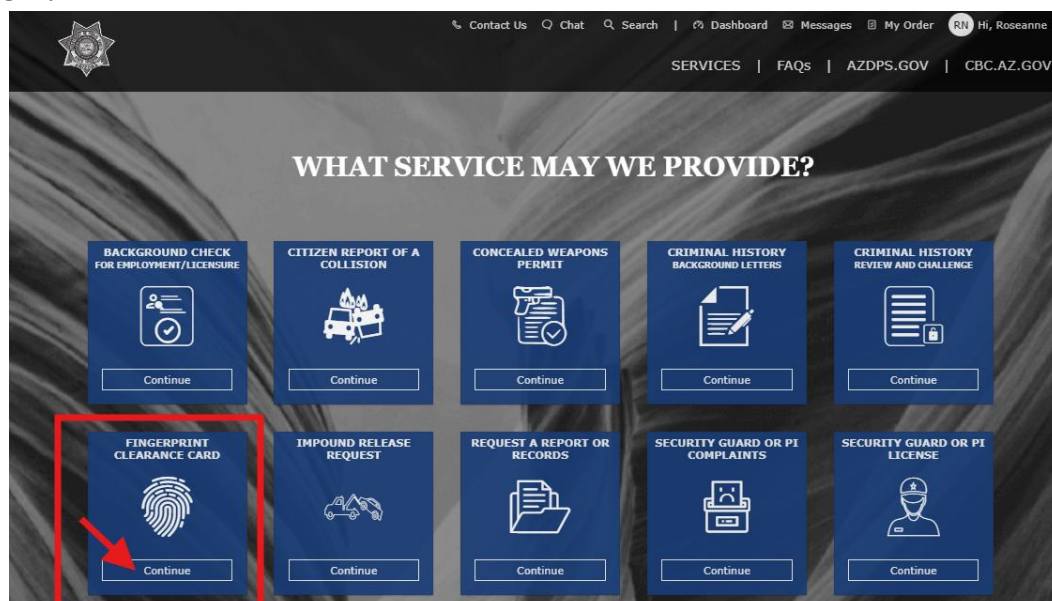 Contact Us Chat Search | Dashboard Messages My Order RN Hi, Roseanne
SERVICES | FAQs | AZDPS.GOV | CBC.AZ.GOV
WHAT SERVICE MAY WE PROVIDE?
BACKGROUND CHECK
FOR EMPLOYMENT/LICENSURE
Continue
CITIZEN REPORT OF A
COLLISION
Continue
CONCEALED WEAPONS
PERMIT
Continue
CRIMINAL HISTORY
BACKGROUND LETTERS
Continue
CRIMINAL HISTORY
REVIEW AND CHALLENGE
Continue
FINGERPRINT
CLEARANCE CARD
Continue
IMPOUND RELEASE
REQUEST
Continue
REQUEST A REPORT OR
RECORDS
Continue
SECURITY GUARD OR PI
COMPLAINTS
Continue
SECURITY GUARD OR PI
LICENSE
Continue